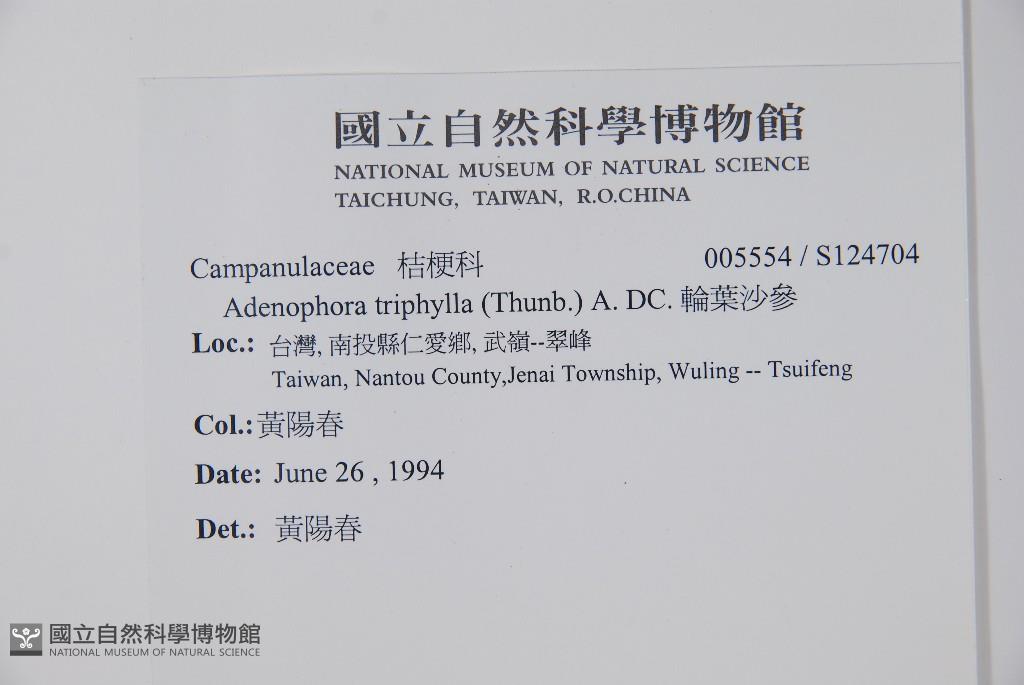 國立自然科學博物館
NATIONAL MUSEUM OF NATURAL SCIENCE
TAICHUNG, TAIWAN, R.O.CHINA
Campanulaceae 桔梗科 005554 / S124704
Adenophora triphylla (Thunb.) A. DC. 輪葉沙參
Loc.: 台灣, 南投縣仁愛鄉, 武嶺--翠峰
Taiwan, Nantou County,Jenai Township, Wuling -- Tsuifeng
Col.: 黃陽春
Date: June 26 , 1994
Det.: 黃陽春
國立自然科學博物館
NATIONAL MUSEUM OF NATURAL SCIENCE